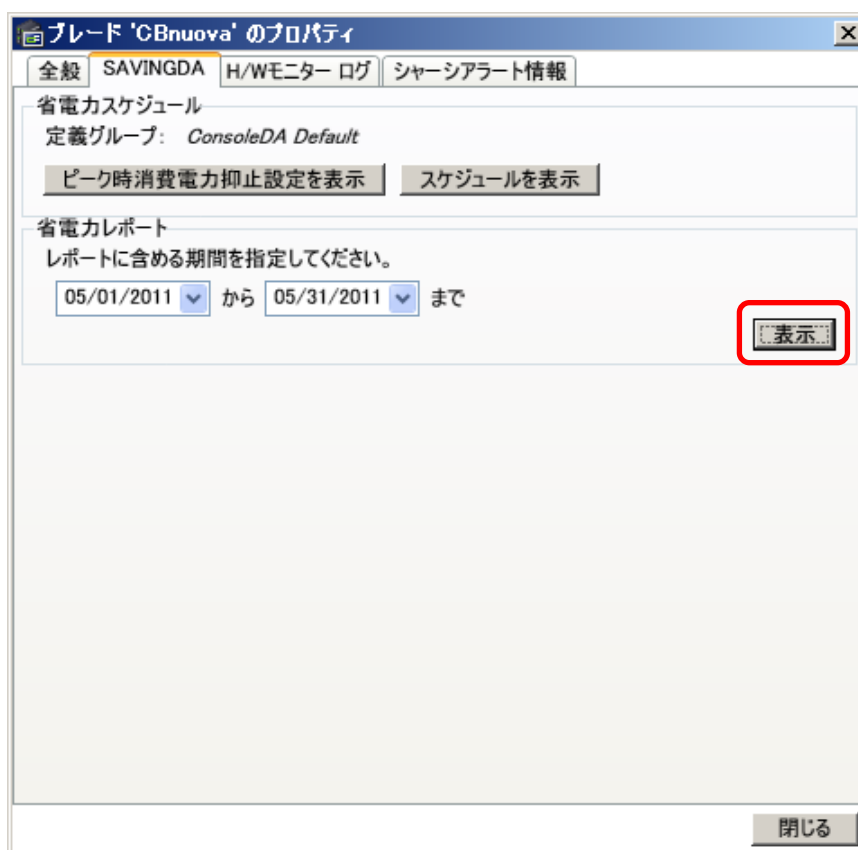 ブレード 'CBnuova' のプロパティ
全般 SAVINGDA H/Wモニター ログ シャーシアラート情報
省電力スケジュール
定義グループ: ConsoleDA Default
ピーク時消費電力抑止設定を表示 スケジュールを表示
省電力レポート
レポートに含める期間を指定してください。
05/01/2011 から 05/31/2011 まで
表示
閉じる